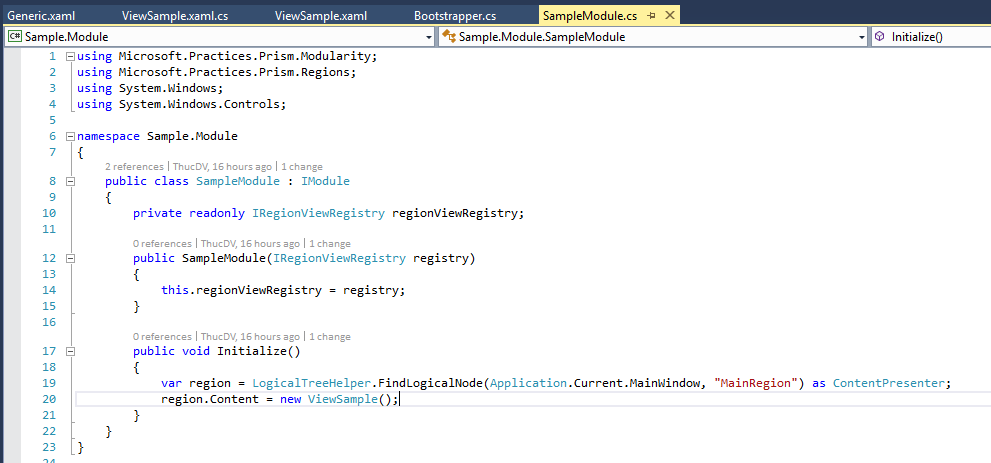 Generic.xaml ViewSample.xaml.cs ViewSample.xaml Bootstrapper.cs SampleModule.cs
C# Sample.Module Sample.Module.SampleModule Initialize()
1 using Microsoft.Practices.Prism.Modularity;
2 using Microsoft.Practices.Prism.Regions;
3 using System.Windows;
4 using System.Windows.Controls;
5
6 namespace Sample.Module
7 {
2 references | ThucDV, 16 hours ago | 1 change
8 public class SampleModule : IModule
9 {
10 private readonly IRegionViewRegistry regionViewRegistry;
11
0 references | ThucDV, 16 hours ago | 1 change
12 public SampleModule(IRegionViewRegistry registry)
13 {
14 this.regionViewRegistry = registry;
15 }
16
0 references | ThucDV, 16 hours ago | 1 change
17 public void Initialize()
18 {
19 var region = LogicalTreeHelper.FindLogicalNode(Application.Current.MainWindow, "MainRegion") as ContentPresenter;
20 region.Content = new ViewSample();
21 }
22 }
23 }
24